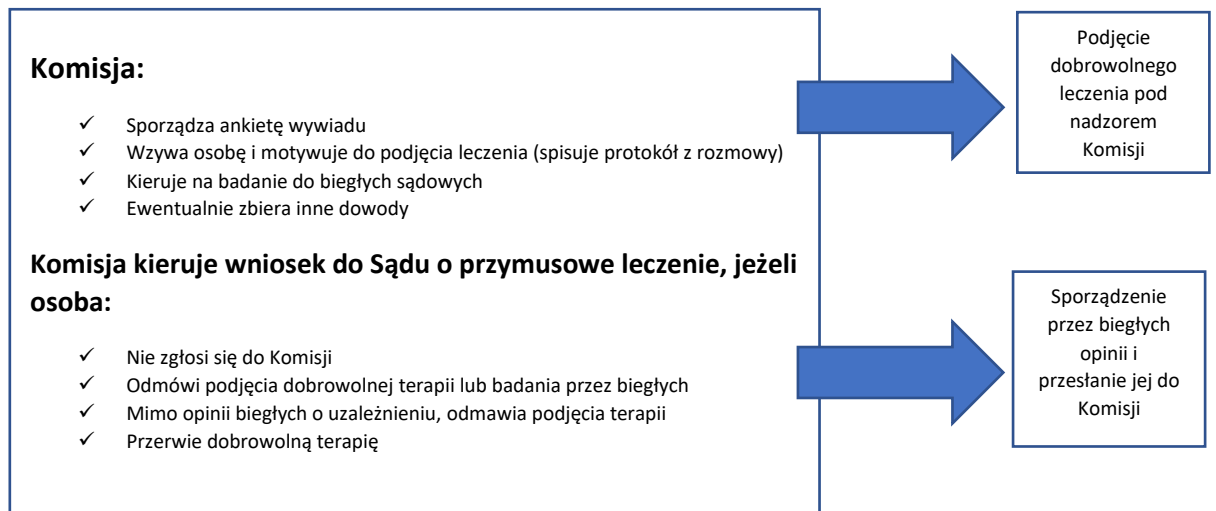 Komisja:
✓ Sporządza ankietę wywiadu
✓ Wzywa osobę i motywuje do podjęcia leczenia (spisuje protokół z rozmowy)
✓ Kieruje na badanie do biegłych sądowych
✓ Ewentualnie zbiera inne dowody
Komisja kieruje wniosek do Sądu o przymusowe leczenie, jeżeli
osoba:
✓ Nie zgłosi się do Komisji
✓ Odmówi podjęcia dobrowolnej terapii lub badania przez biegłych
✓ Mimo opinii biegłych o uzależnieniu, odmawia podjęcia terapii
✓ Przerwie dobrowolną terapię
Podjęcie
dobrowolnego
leczenia pod
nadzorem
Komisji
Sporządzenie
przez biegłych
opinii i
przesłanie jej do
Komisji